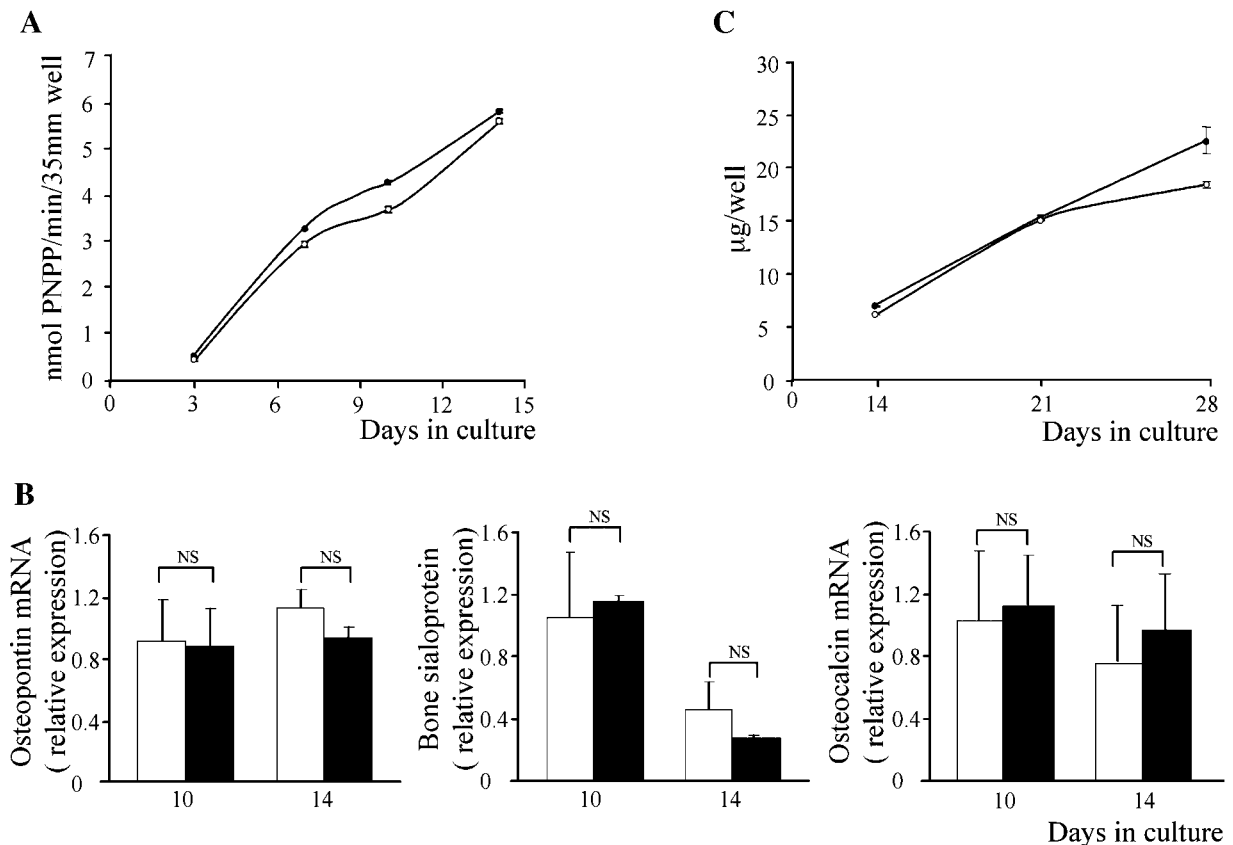 A
nmol PNPP/min/35mm well
7
6
5
4
3
2
1
0
0 3 6 9 12 15
Days in culture
C
µg/well
30
25
20
15
10
5
0
0 14 21 28
Days in culture
B
Osteopontin mRNA
( relative expression)
1.6
1.2
0.8
0.4
0
NS NS
10 14
Bone sialoprotein
( relative expression)
1.6
1.2
0.8
0.4
0
NS
NS
10 14
Osteocalcin mRNA
( relative expression)
1.6
1.2
0.8
0.4
0
NS
NS
10 14
Days in culture